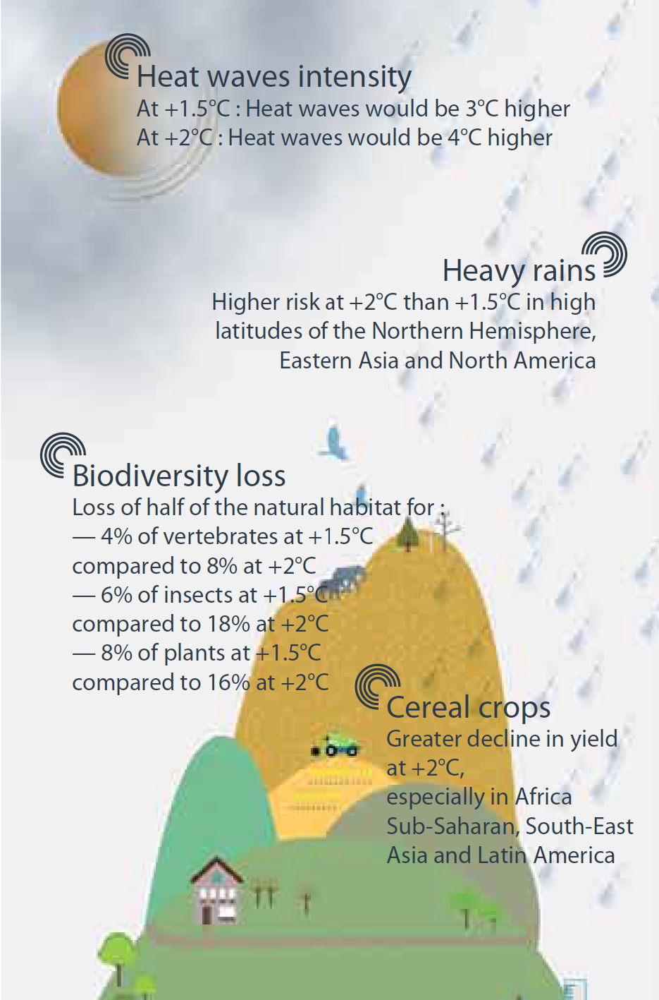 Heat waves intensity
At +1.5°C : Heat waves would be 3°C higher
At +2°C : Heat waves would be 4°C higher
Heavy rains
Higher risk at +2°C than +1.5°C in high
latitudes of the Northern Hemisphere,
Eastern Asia and North America
Biodiversity loss
Loss of half of the natural habitat for :
— 4% of vertebrates at +1.5°C
compared to 8% at +2°C
— 6% of insects at +1.5°C
compared to 18% at +2°C
— 8% of plants at +1.5°C
compared to 16% at +2°C
Cereal crops
Greater decline in yield
at +2°C,
especially in Africa
Sub-Saharan, South-East
Asia and Latin America